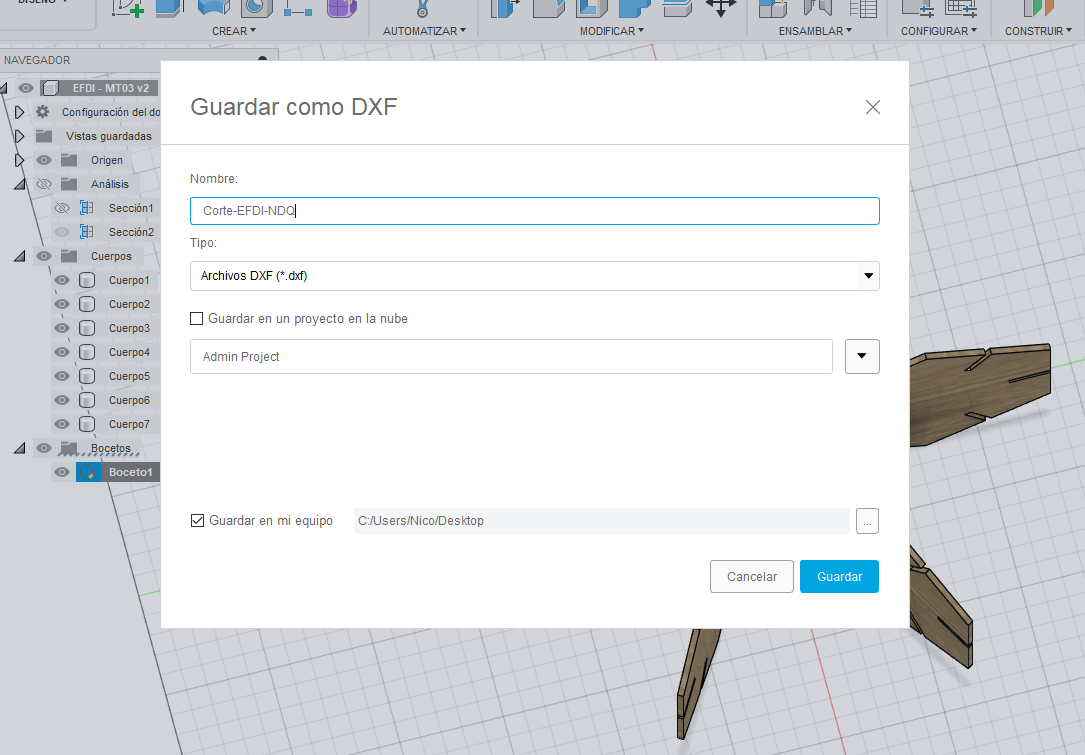 DISEÑO
CREAR
AUTOMATIZAR
MODIFICAR
ENSAMBLAR
CONFIGURAR
CONSTRUIR
NAVEGADOR
EFDI - MT03 v2
Configuración del do
Vistas guardadas
Origen
Análisis
Sección1
Sección2
Cuerpos
Cuerpo1
Cuerpo2
Cuerpo3
Cuerpo4
Cuerpo5
Cuerpo6
Cuerpo7
Bocetos
Boceto1
Guardar como DXF
Nombre:
Corte-EFDI-NDQ
Tipo:
Archivos DXF (*.dxf)
Guardar en un proyecto en la nube
Admin Project
Guardar en mi equipo
C:/Users/Nico/Desktop
...
Cancelar
Guardar